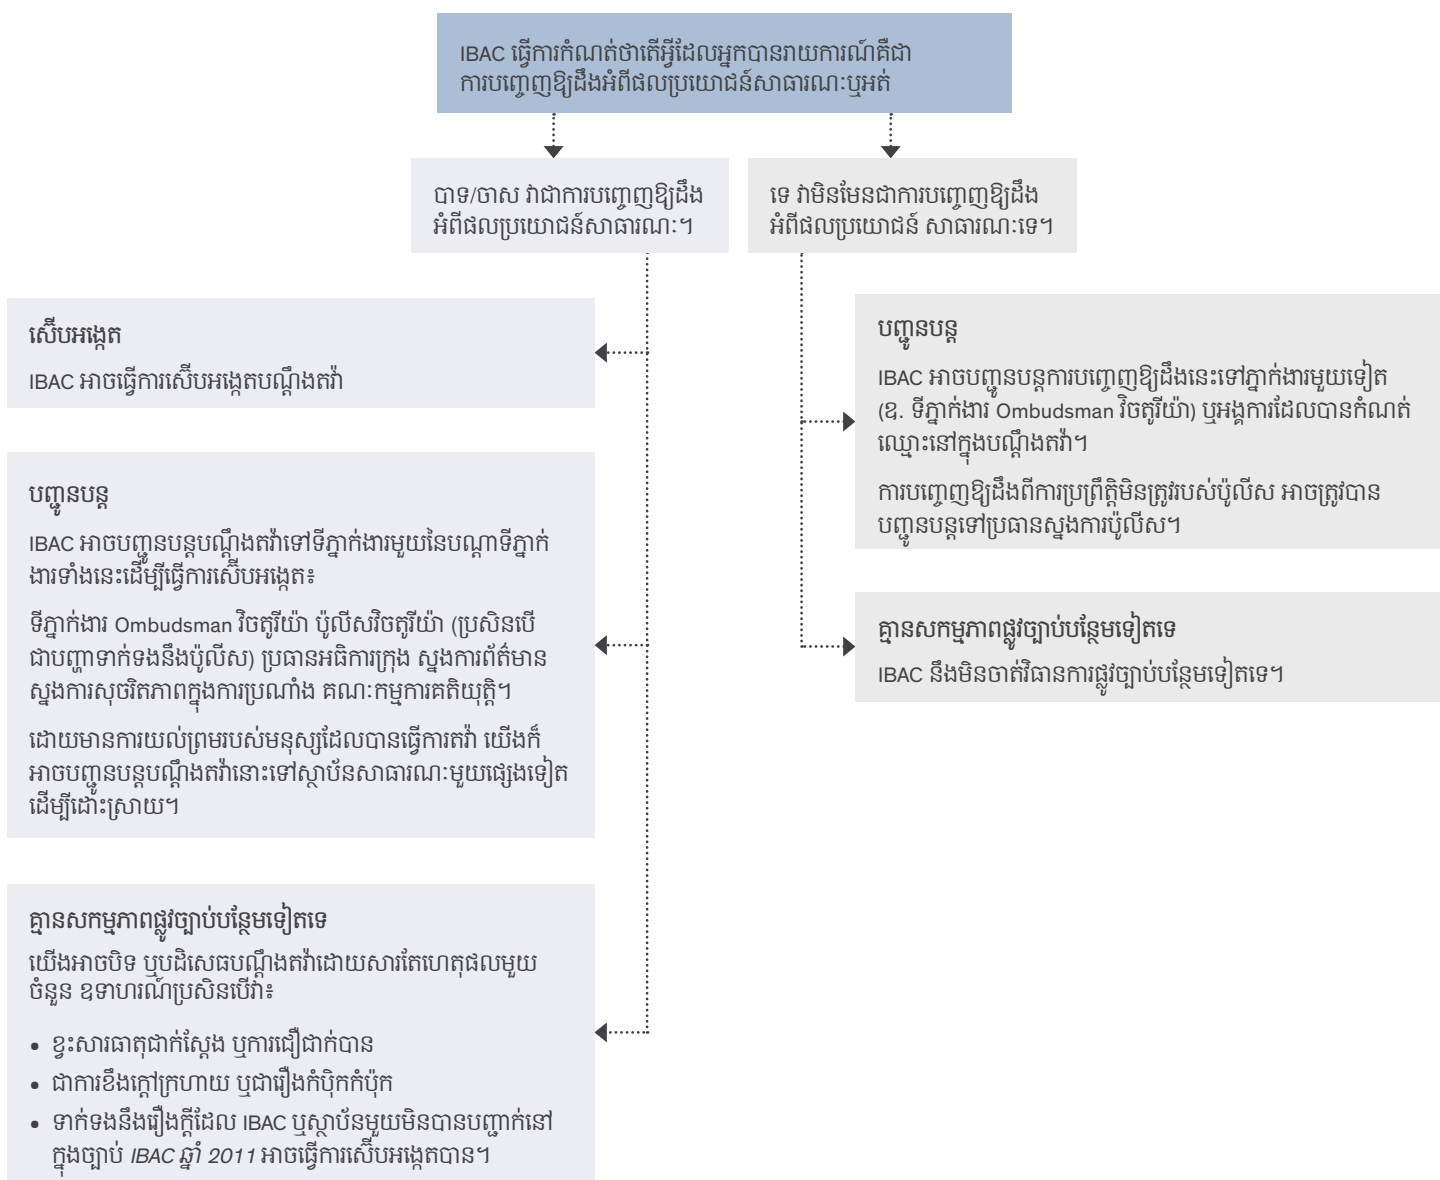 IBAC ធ្វើការកំណត់ថាតើអ្វីដែលអ្នកបានរាយការណ៍គឺជា
ការបញ្ចេញឱ្យដឹងអំពីផលប្រយោជន៍សាធារណៈឬអត់
បាទ/ចាស វាជាការបញ្ចេញឱ្យដឹង
អំពីផលប្រយោជន៍សាធារណៈ។
ទេ វាមិនមែនជាការបញ្ចេញឱ្យដឹង
អំពីផលប្រយោជន៍ សាធារណៈទេ។
ស៊ើបអង្កេត
IBAC អាចធ្វើការស៊ើបអង្កេតបណ្តឹងតវ៉ា
បញ្ជូនបន្ត
IBAC អាចបញ្ជូនបន្តបណ្តឹងតវ៉ាទៅទីភ្នាក់ងារមួយនៃបណ្តាទីភ្នាក់
ងារទាំងនេះដើម្បីធ្វើការស៊ើបអង្កេត៖
ទីភ្នាក់ងារ Ombudsman វិចតូរីយ៉ា ប៉ូលីសវិចតូរីយ៉ា (ប្រសិនបើ
ជាបញ្ហាទាក់ទងនឹងប៉ូលីស) ប្រធានអធិការក្រុង ស្នងការព័ត៌មាន
ស្នងការសុចរិតភាពក្នុងការប្រណាំង គណៈកម្មការគតិយុត្តិ។
ដោយមានការយល់ព្រមរបស់មនុស្សដែលបានធ្វើការតវ៉ា យើងក៏
អាចបញ្ជូនបន្តបណ្តឹងតវ៉ានោះទៅស្ថាប័នសាធារណៈមួយផ្សេងទៀត
ដើម្បីដោះស្រាយ។
គ្មានសកម្មភាពផ្លូវច្បាប់បន្ថែមទៀតទេ
យើងអាចបិទ ឬបដិសេធបណ្តឹងតវ៉ាដោយសារតែហេតុផលមួយ
ចំនួន ឧទាហរណ៍ប្រសិនបើវា៖
• ខ្វះសារធាតុជាក់ស្តែង ឬការជឿជាក់បាន
• ជាការខឹងក្តៅក្រហាយ ឬជារឿងកំប៉ិកកំប៉ុក
• ទាក់ទងនឹងរឿងក្តីដែល IBAC ឬស្ថាប័នមួយមិនបានបញ្ជាក់នៅ
ក្នុងច្បាប់ IBAC ឆ្នាំ 2011 អាចធ្វើការស៊ើបអង្កេតបាន។
បញ្ជូនបន្ត
IBAC អាចបញ្ជូនបន្តការបញ្ចេញឱ្យដឹងនេះទៅភ្នាក់ងារមួយទៀត
(ឧ. ទីភ្នាក់ងារ Ombudsman វិចតូរីយ៉ា) ឬអង្គការដែលបានកំណត់
ឈ្មោះនៅក្នុងបណ្តឹងតវ៉ា។
ការបញ្ចេញឱ្យដឹងពីការប្រព្រឹត្តិមិនត្រូវរបស់ប៉ូលីស អាចត្រូវបាន
បញ្ជូនបន្តទៅប្រធានស្នងការប៉ូលីស។
គ្មានសកម្មភាពផ្លូវច្បាប់បន្ថែមទៀតទេ
IBAC នឹងមិនចាត់វិធានការផ្លូវច្បាប់បន្ថែមទៀតទេ។